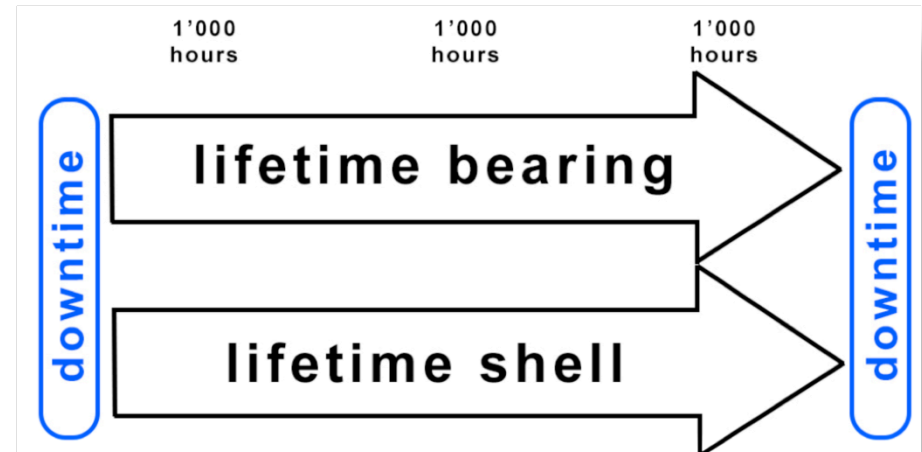 1’000
hours
1’000
hours
1’000
hours
downtime
lifetime bearing
lifetime shell
downtime